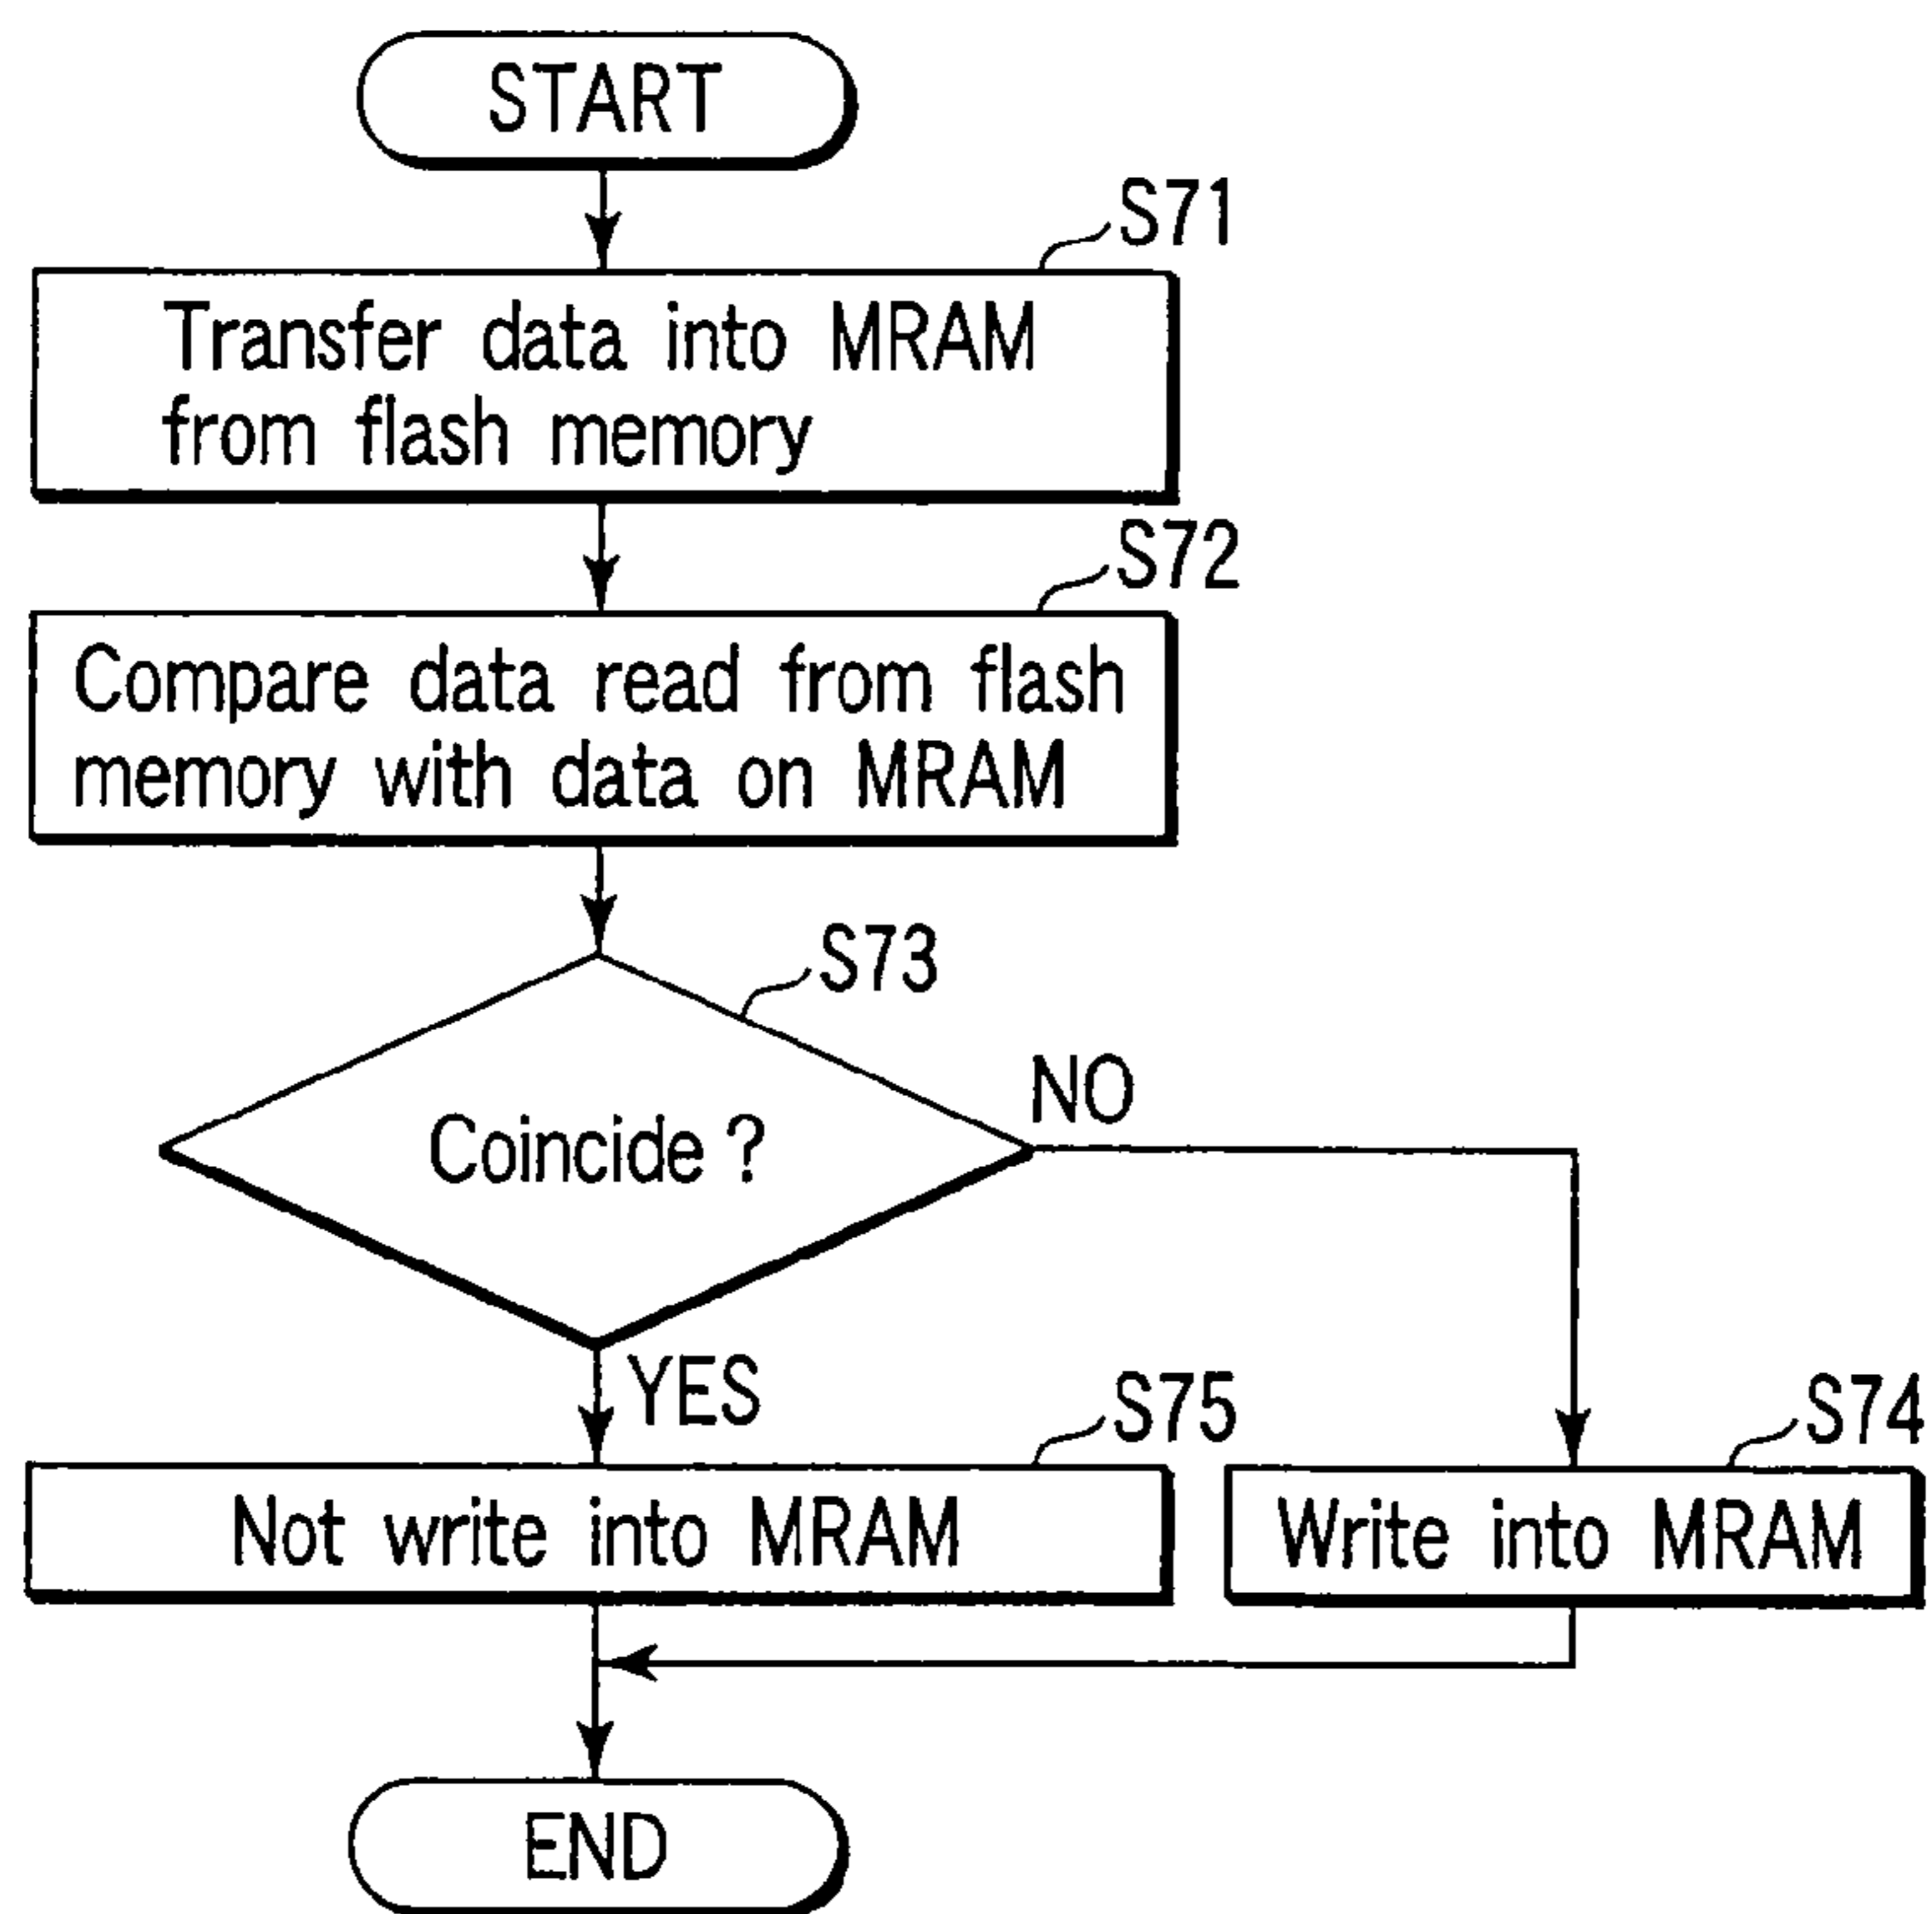 START
S71
Transfer data into MRAM
from flash memory
S72
Compare data read from flash
memory with data on MRAM
S73
Coincide ?
NO
YES
S75
S74
Not write into MRAM
Write into MRAM
END